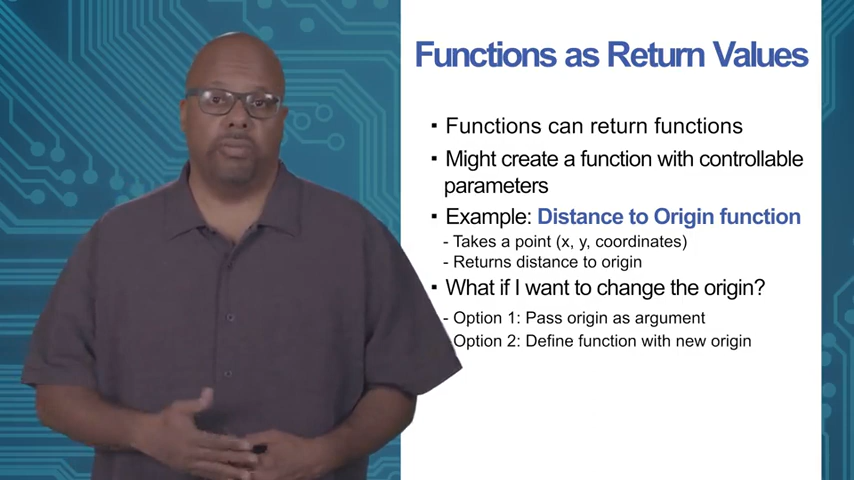 Functions as Return Values
▪ Functions can return functions
▪ Might create a function with controllable
parameters
▪ Example: Distance to Origin function
- Takes a point (x, y, coordinates)
- Returns distance to origin
▪ What if I want to change the origin?
- Option 1: Pass origin as argument
Option 2: Define function with new origin